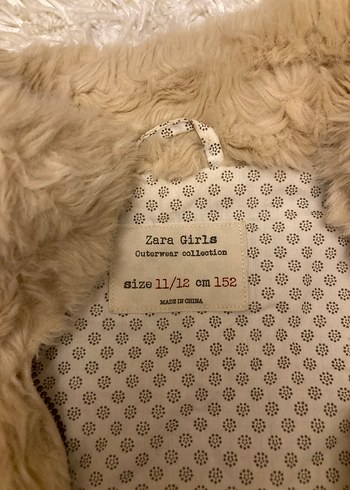 Zara Girls
Outerwear collection
size 11/12 cm 152
MADE IN CHINA